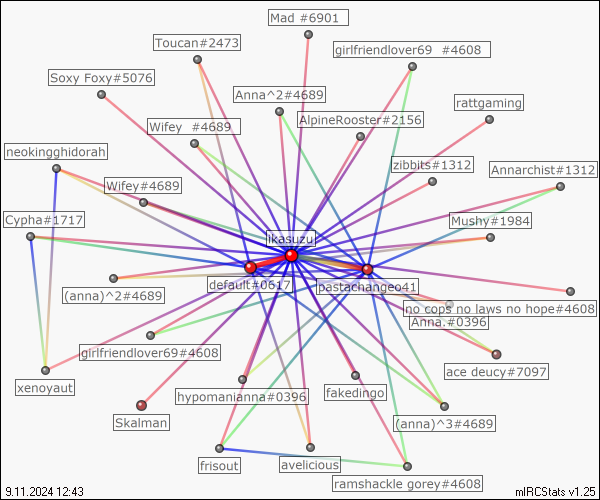 Mad #6901
Toucan#2473
girlfriendlover69 #4608
Soxy Foxy#5076
Anna^2#4689
rattgaming
Wifey #4689
AlpineRooster#2156
neokingghidorah
zibbits#1312
Annarchist#1312
Wifey#4689
Cypha#1717
Mushy#1984
ikasuzu
default#0617
pastachangeo41
(anna)^2#4689
no cops no laws no hope#4608
Anna.#0396
girlfriendlover69#4608
ace deucy#7097
xenoyaut
hypomanianna#0396
fakedingo
Skalman
(anna)^3#4689
frisout
avelicious
ramshackle gorey#4608
9.11.2024 12:43
mIRCStats v1.25